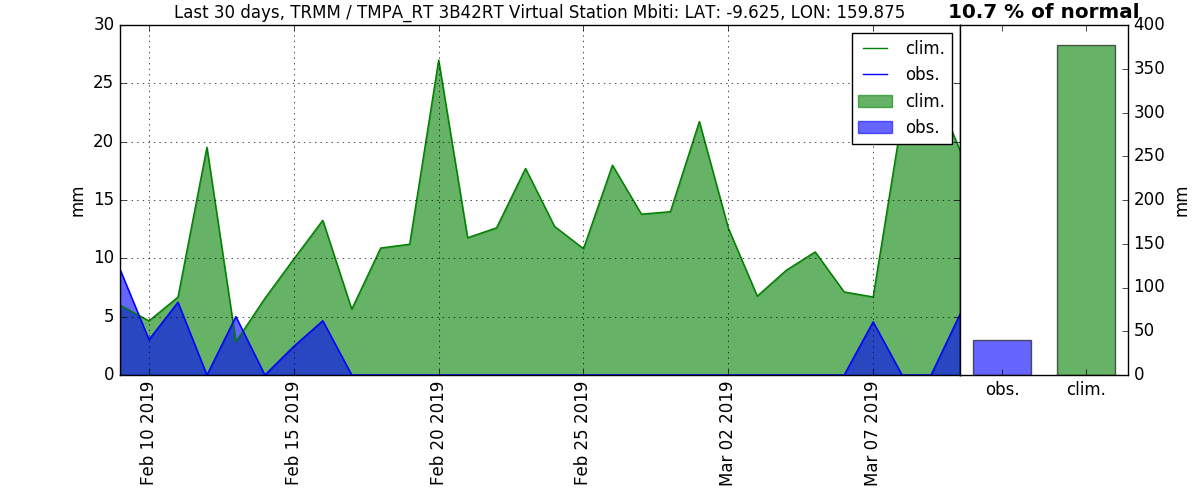 Last 30 days, TRMM / TMPA_RT 3B42RT Virtual Station Mbiti: LAT: -9.625, LON: 159.875
10.7 % of normal
mm
30
25
20
15
10
5
0
clim.
obs.
clim.
obs.
Feb 10 2019
Feb 15 2019
Feb 20 2019
Feb 25 2019
Mar 02 2019
Mar 07 2019
400
350
300
250
200
150
100
50
0
mm
obs.
clim.